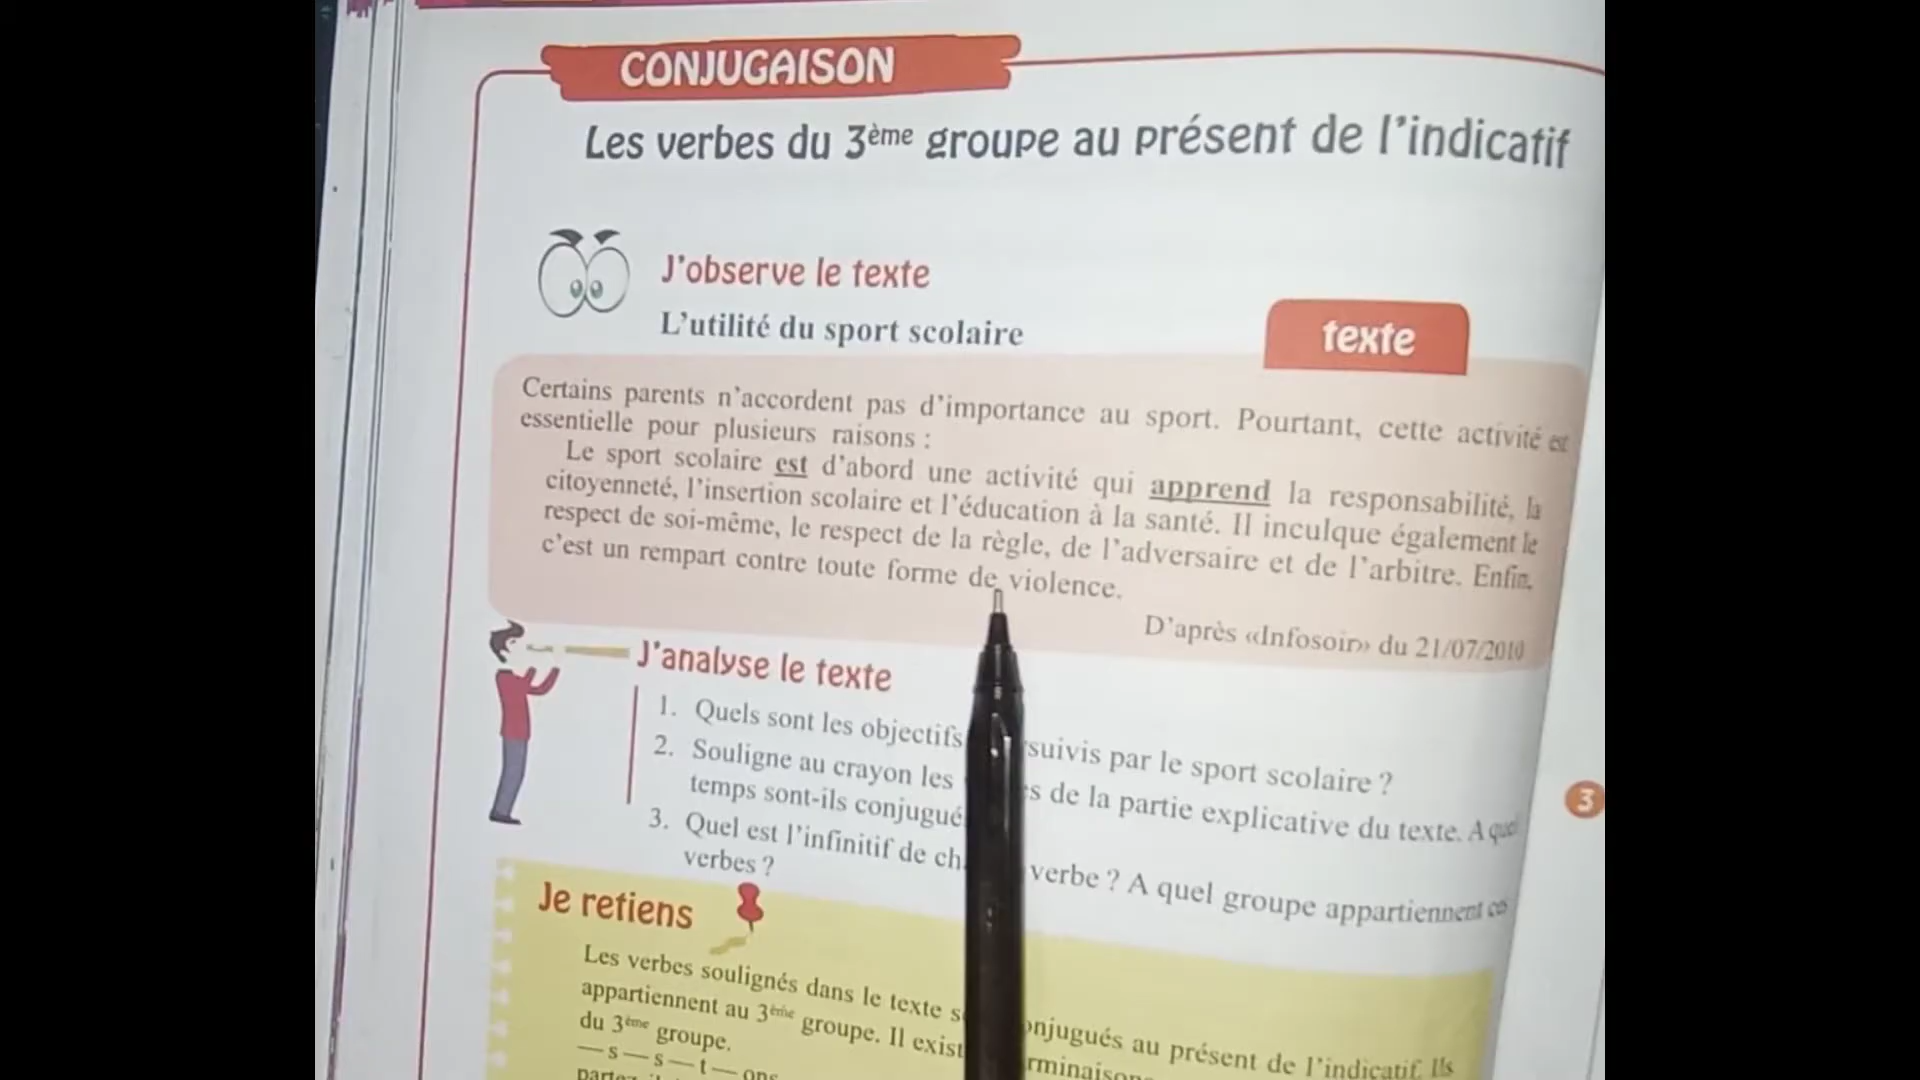 CONJUGAISON
Les verbes du 3ème groupe au présent de l'indicatif
J'observe le texte
L'utilité du sport scolaire
texte
Certains parents n'accordent pas d'importance au sport. Pourtant, cette activité est
essentielle pour plusieurs raisons :
Le sport scolaire est d'abord une activité qui apprend la responsabilité, la
citoyenneté, l'insertion scolaire et l'éducation à la santé. Il inculque également le
respect de soi-même, le respect de la règle, de l'adversaire et de l'arbitre. Enfin,
c'est un rempart contre toute forme de violence.
D'après «Infosoir» du 21/07/2010
J'analyse le texte
1. Quels sont les objectifs suivis par le sport scolaire ?
2. Souligne au crayon les de la partie explicative du texte. A quel
temps sont-ils conjugué
3. Quel est l'infinitif de verbe ? A quel groupe appartiennent ces
verbes ?
3
Je retiens
Les verbes soulignés dans le texte onjugués au présent de l'indicatif. Ils
appartiennent au 3ème groupe. Il exist rminaisons
du 3ème groupe.
— s — s — t — ons